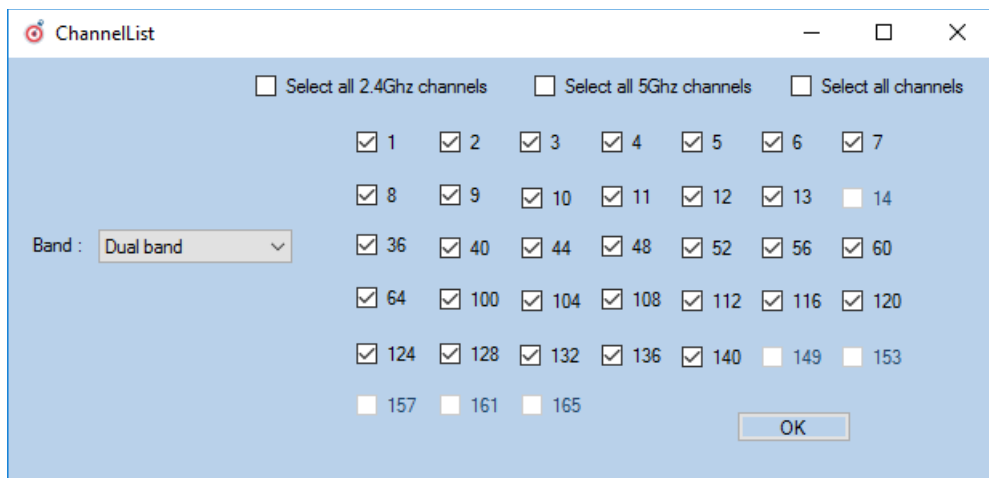 ChannelList
Select all 2.4Ghz channels Select all 5Ghz channels Select all channels
1 2 3 4 5 6 7
8 9 10 11 12 13 14
Band : Dual band 36 40 44 48 52 56 60
64 100 104 108 112 116 120
124 128 132 136 140 149 153
157 161 165
OK